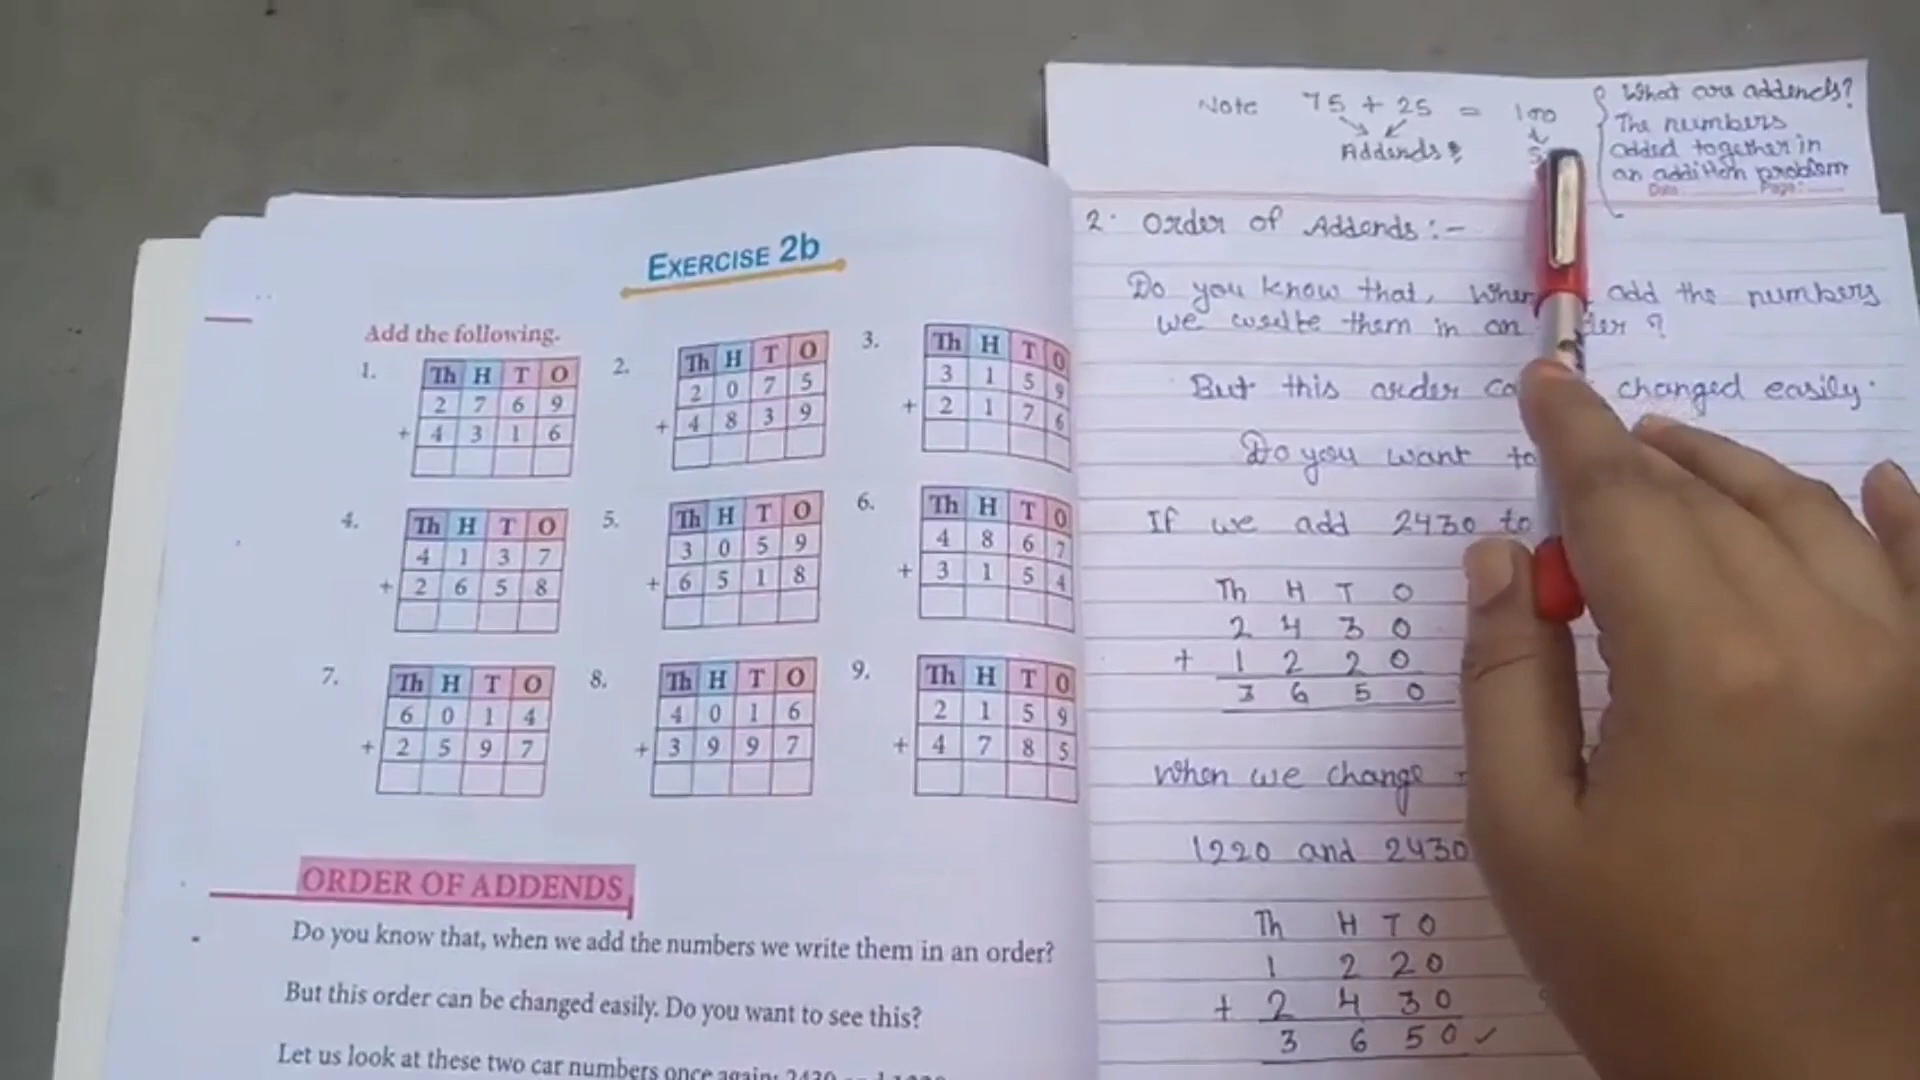 EXERCISE 2b
Add the following.
1.
Th H T O
2 7 6 9
+ 4 3 1 6
2.
Th H T O
2 0 7 5
+ 4 8 3 9
3.
Th H T O
3 1 5 9
+ 2 1 7 6
4.
Th H T O
4 1 3 7
+ 2 6 5 8
5.
Th H T O
3 0 5 9
+ 6 5 1 8
6.
Th H T O
4 8 6 7
+ 3 1 5 4
7.
Th H T O
6 0 1 4
+ 2 5 9 7
8.
Th H T O
4 0 1 6
+ 3 9 9 7
9.
Th H T O
2 1 5 9
+ 4 7 8 5
ORDER OF ADDENDS
Do you know that, when we add the numbers we write them in an order?
But this order can be changed easily. Do you want to see this?
Let us look at these two car numbers once again: 2430
Note 75 + 25 = 100
Addends
What are addends?
The numbers
added together in
an addition problem
Date Page
2. Order of Addends:-
Do you know that, add the numbers
we write them in an
But this order changed easily.
Do you want to
If we add 2430 to
Th H T O
2 4 3 0
+ 1 2 2 0
3 6 5 0
When we change
1220 and 2430
Th H T O
1 2 2 0
+ 2 4 3 0
3 6 5 0 ✓